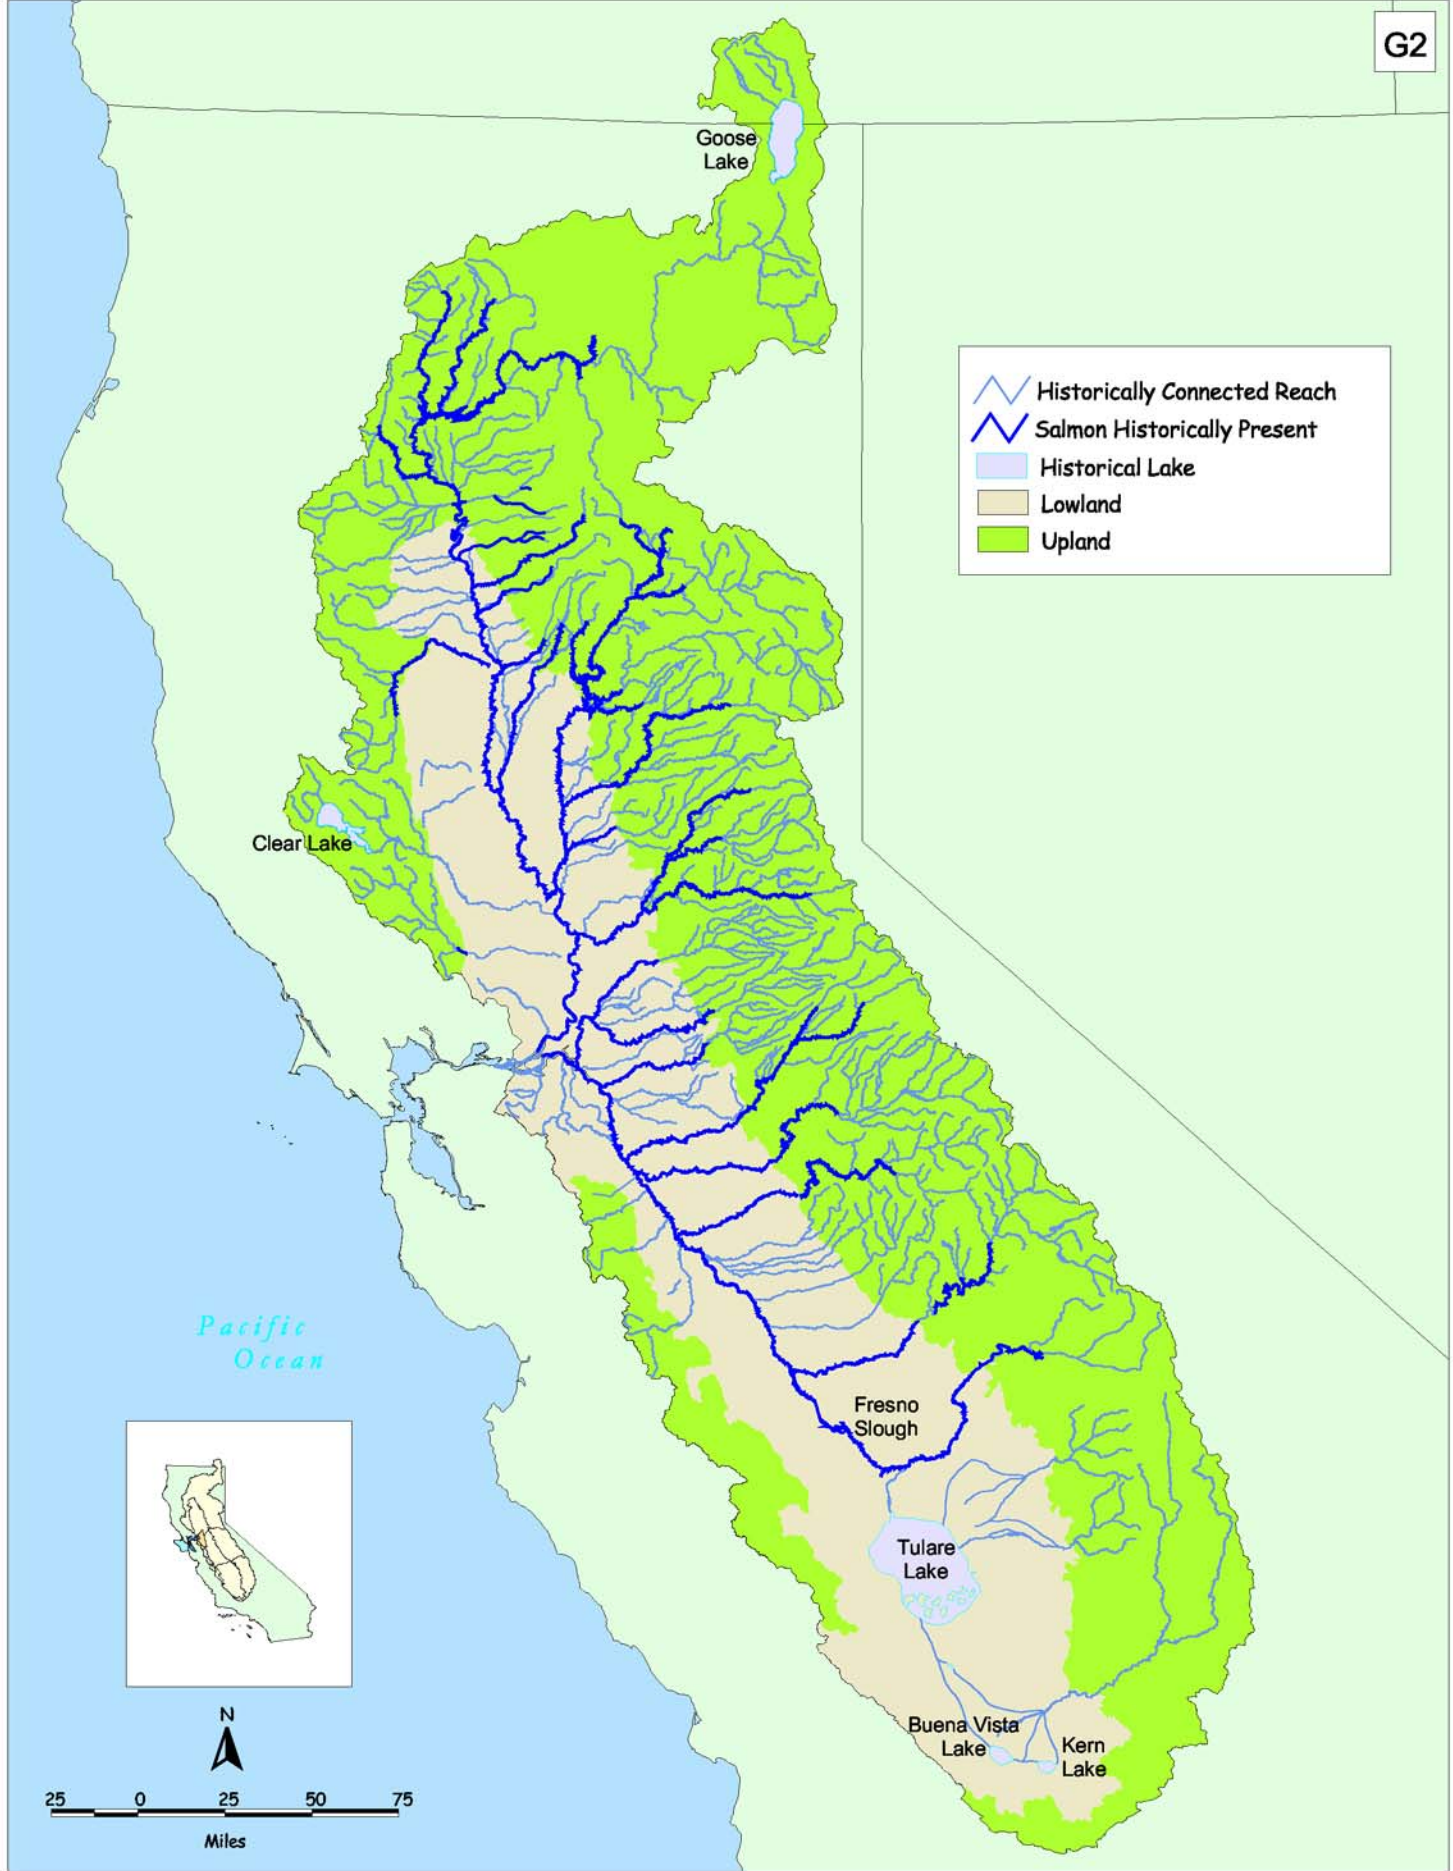 G2
Goose
Lake
Historically Connected Reach
Salmon Historically Present
Historical Lake
Lowland
Upland
Clear Lake
Pacific
Ocean
Fresno
Slough
Tulare
Lake
Buena Vista
Lake
Kern
Lake
N
25 0 25 50 75
Miles